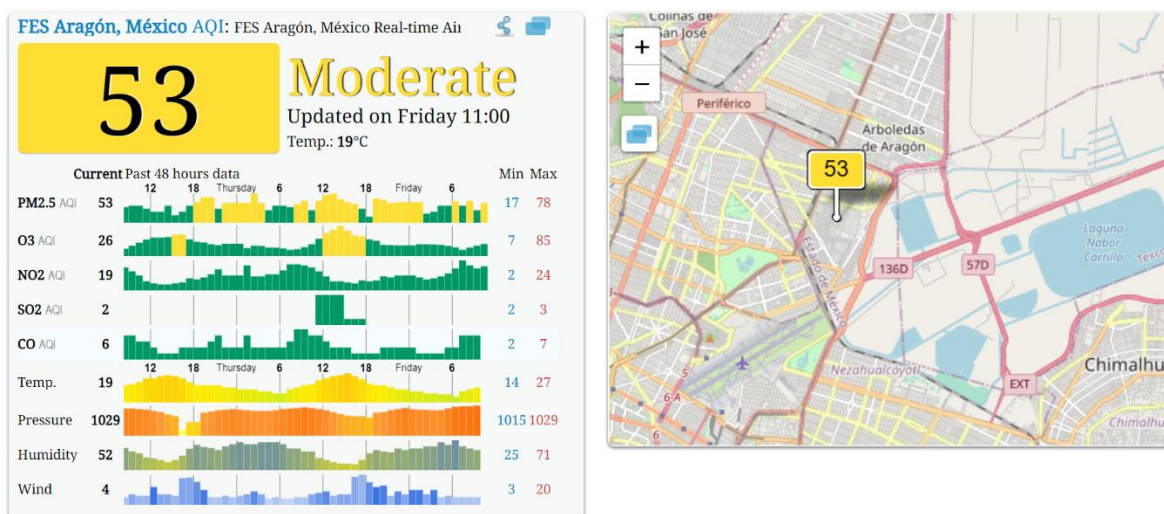 FES Aragón, México AQI: FES Aragón, México Real-time Air
53
Moderate
Updated on Friday 11:00
Temp.: 19°C
Current Past 48 hours data Min Max
12 18 Thursday 6 12 18 Friday 6
PM2.5 AQI 53 17 78
O3 AQI 26 7 85
NO2 AQI 19 2 24
SO2 AQI 2 2 3
CO AQI 6 2 7
12 18 Thursday 6 12 18 Friday 6
Temp. 19 14 27
Pressure 1029 1015 1029
Humidity 52 25 71
Wind 4 3 20
Colinas de
San José
+
−
Periférico
Arboledas
de Aragón
53
Laguna
Nabor
Carrillo
Texco
136D
57D
Estado de México
Nezahualcóyotl
5
6-A
6
EXT
Chimalhu
Chimalhu